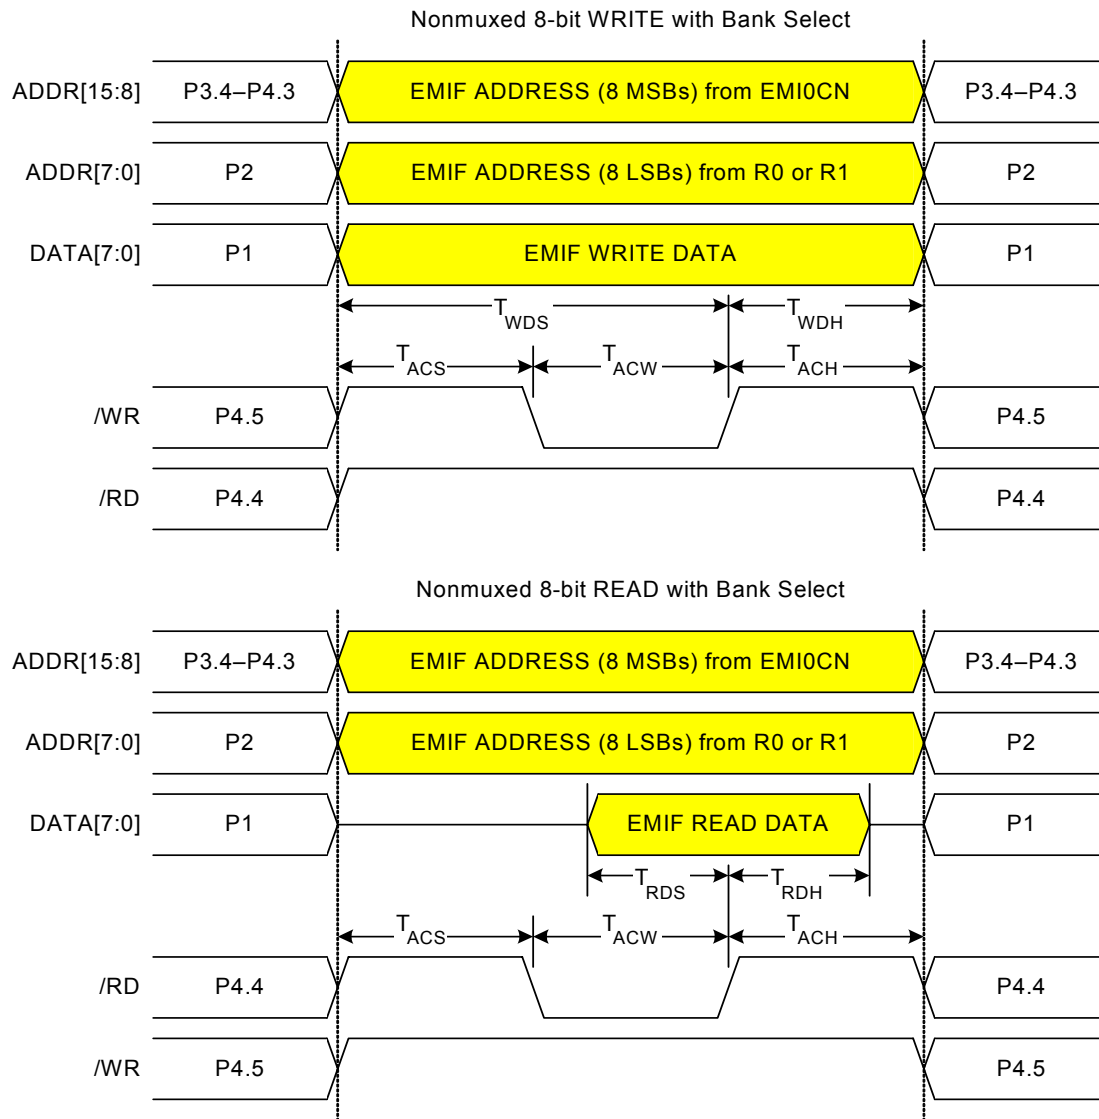 Nonmuxed 8-bit WRITE with Bank Select
ADDR[15:8] P3.4–P4.3 EMIF ADDRESS (8 MSBs) from EMI0CN P3.4–P4.3
ADDR[7:0] P2 EMIF ADDRESS (8 LSBs) from R0 or R1 P2
DATA[7:0] P1 EMIF WRITE DATA P1
TWDS TWDH
TACS TACW TACH
/WR P4.5 P4.5
/RD P4.4 P4.4
Nonmuxed 8-bit READ with Bank Select
ADDR[15:8] P3.4–P4.3 EMIF ADDRESS (8 MSBs) from EMI0CN P3.4–P4.3
ADDR[7:0] P2 EMIF ADDRESS (8 LSBs) from R0 or R1 P2
DATA[7:0] P1 EMIF READ DATA P1
TRDS TRDH
TACS TACW TACH
/RD P4.4 P4.4
/WR P4.5 P4.5